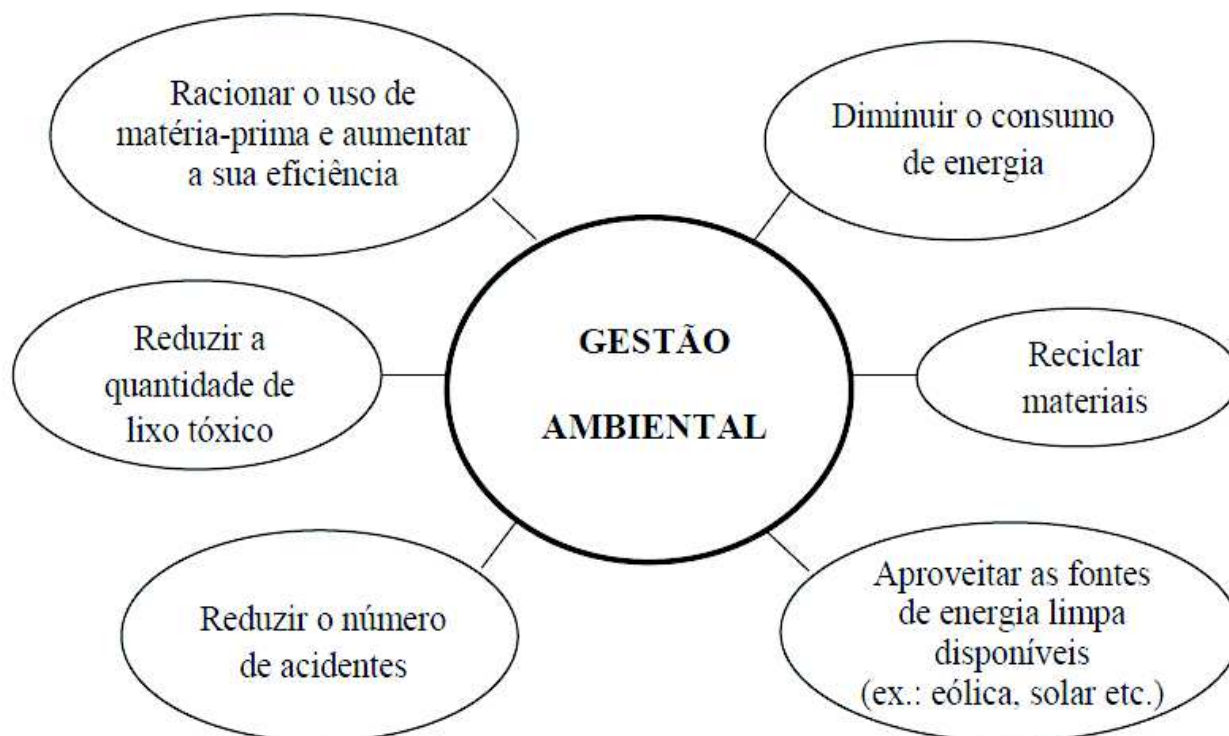 Racionar o uso de
matéria-prima e aumentar
a sua eficiência
Diminuir o consumo
de energia
GESTÃO
AMBIENTAL
Reduzir a
quantidade de
lixo tóxico
Reciclar
materiais
Reduzir o número
de acidentes
Aproveitar as fontes
de energia limpa
disponíveis
(ex.: eólica, solar etc.)